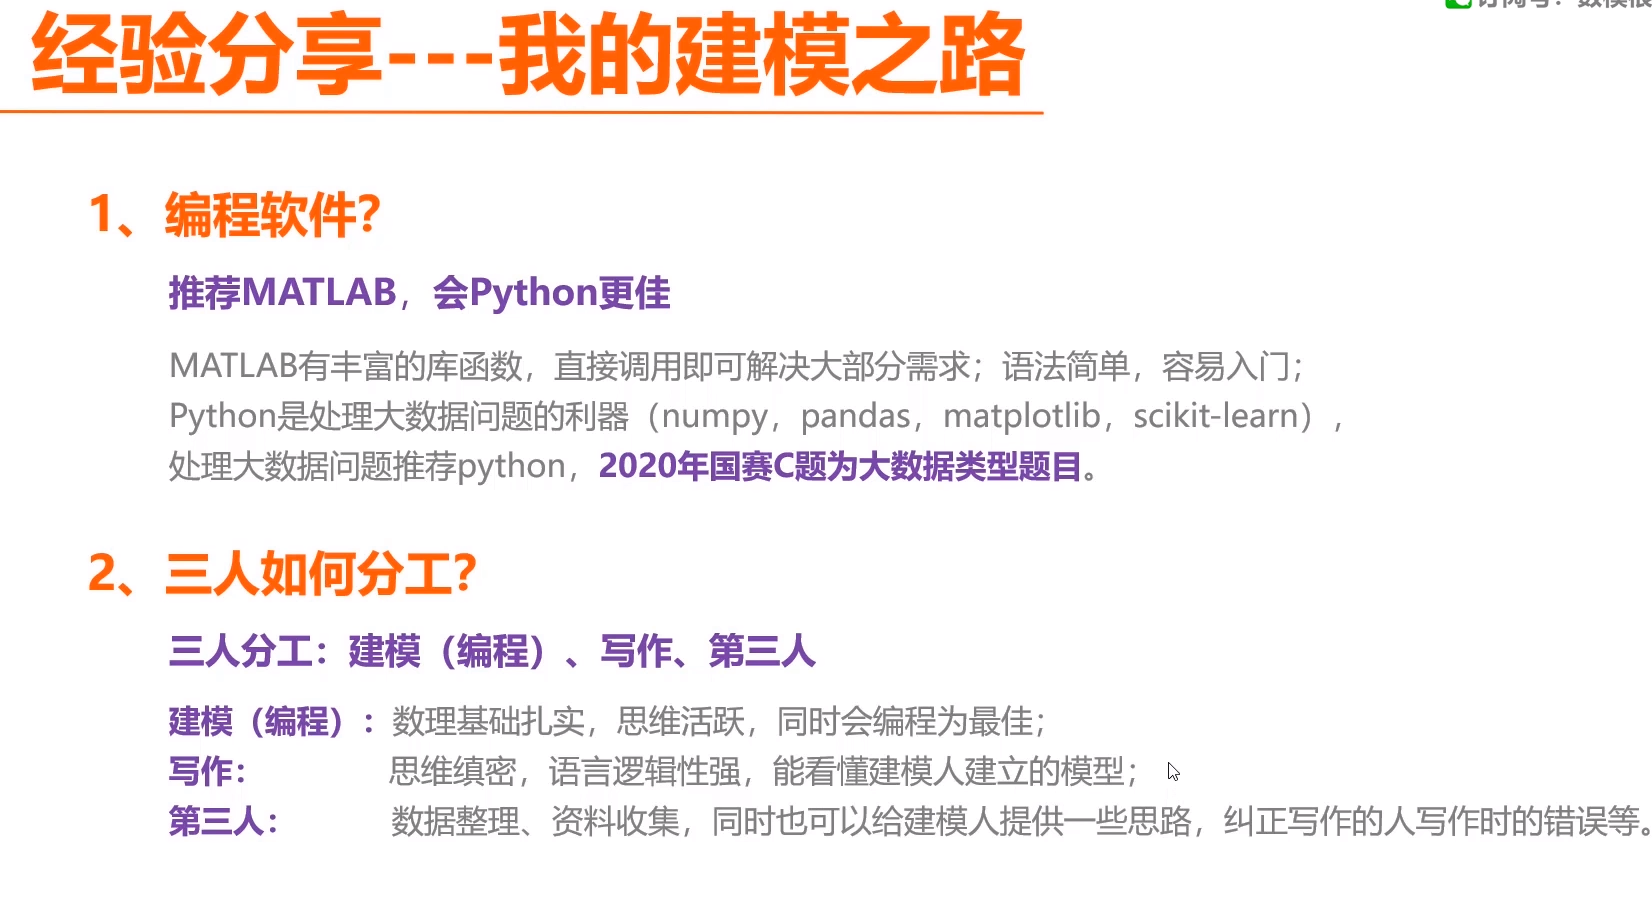 经验分享---我的建模之路
1、编程软件？
推荐MATLAB，会Python更佳
MATLAB有丰富的库函数，直接调用即可解决大部分需求；语法简单，容易入门；
Python是处理大数据问题的利器（numpy，pandas，matplotlib，scikit-learn），
处理大数据问题推荐python，2020年国赛C题为大数据类型题目。
2、三人如何分工？
三人分工：建模（编程）、写作、第三人
建模（编程）：数理基础扎实，思维活跃，同时会编程为最佳；
写作： 思维缜密，语言逻辑性强，能看懂建模人建立的模型；
第三人： 数据整理、资料收集，同时也可以给建模人提供一些思路，纠正写作的人写作时的错误等。